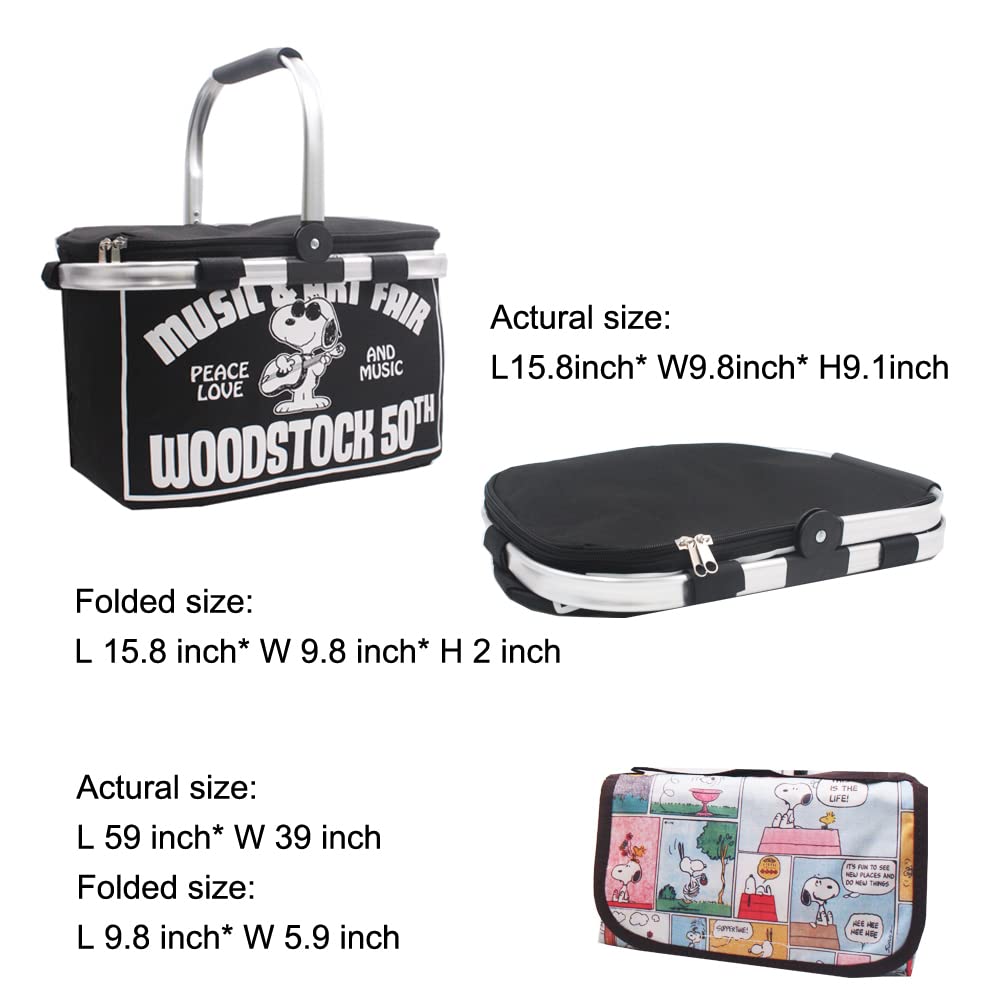 MUSIC & ART FAIR
PEACE
LOVE
AND
MUSIC
WOODSTOCK 50TH
Actural size:
L15.8inch* W9.8inch* H9.1inch
Folded size:
L 15.8 inch* W 9.8 inch* H 2 inch
Actural size:
L 59 inch* W 39 inch
Folded size:
L 9.8 inch* W 5.9 inch
IS THE
LIFE!
IT'S FUN TO SEE
NEW PLACES AND
DO NEW THINGS
HEE HEE
HEE HEE
SUPPERTIME!